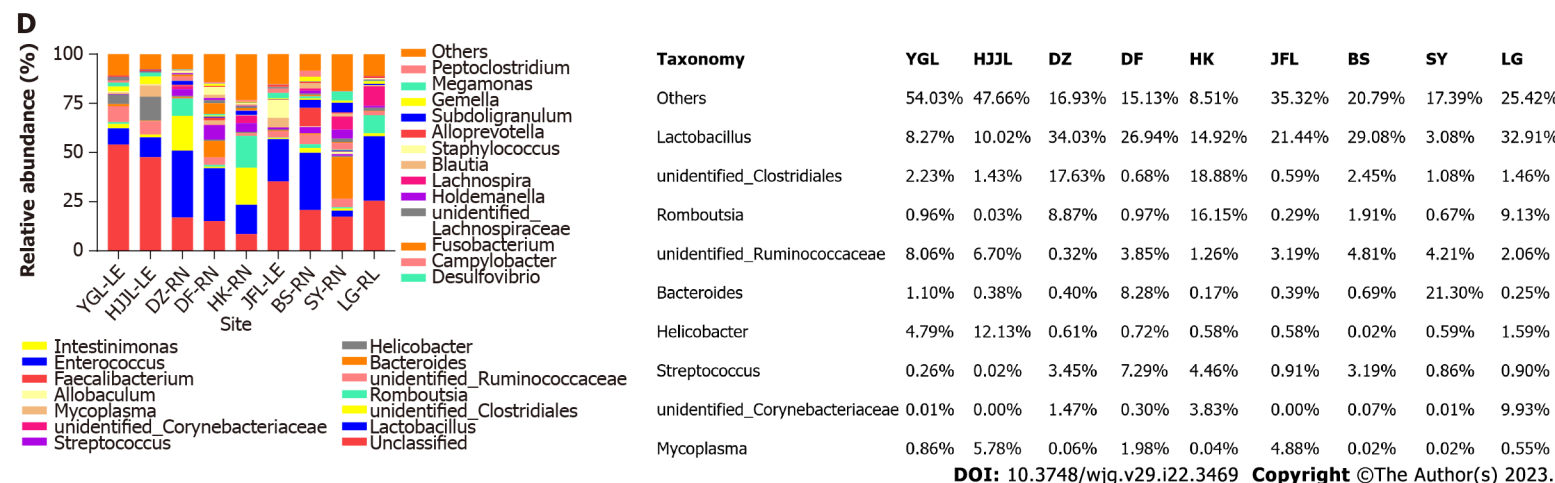 D
Relative abundance (%)
100
75
50
25
0
YGL-LE
HJJL-LE
DZ-RN
DF-RN
HK-RN
JFL-LE
BS-RN
SY-RN
LG-RL
Site
Others
Peptoclostridium
Megamonas
Gemella
Subdoligranulum
Alloprevotella
Staphylococcus
Blautia
Lachnospira
Holdemanella
unidentified_
Lachnospiraceae
Fusobacterium
Campylobacter
Desulfovibrio
Intestinimonas
Enterococcus
Faecalibacterium
Allobaculum
Mycoplasma
unidentified_Corynebacteriaceae
Streptococcus
Helicobacter
Bacteroides
unidentified_Ruminococcaceae
Romboutsia
unidentified_Clostridiales
Lactobacillus
Unclassified
Taxonomy YGL HJJL DZ DF HK JFL BS SY LG
Others 54.03% 47.66% 16.93% 15.13% 8.51% 35.32% 20.79% 17.39% 25.42%
Lactobacillus 8.27% 10.02% 34.03% 26.94% 14.92% 21.44% 29.08% 3.08% 32.91%
unidentified_Clostridiales 2.23% 1.43% 17.63% 0.68% 18.88% 0.59% 2.45% 1.08% 1.46%
Romboutsia 0.96% 0.03% 8.87% 0.97% 16.15% 0.29% 1.91% 0.67% 9.13%
unidentified_Ruminococcaceae 8.06% 6.70% 0.32% 3.85% 1.26% 3.19% 4.81% 4.21% 2.06%
Bacteroides 1.10% 0.38% 0.40% 8.28% 0.17% 0.39% 0.69% 21.30% 0.25%
Helicobacter 4.79% 12.13% 0.61% 0.72% 0.58% 0.58% 0.02% 0.59% 1.59%
Streptococcus 0.26% 0.02% 3.45% 7.29% 4.46% 0.91% 3.19% 0.86% 0.90%
unidentified_Corynebacteriaceae 0.01% 0.00% 1.47% 0.30% 3.83% 0.00% 0.07% 0.01% 9.93%
Mycoplasma 0.86% 5.78% 0.06% 1.98% 0.04% 4.88% 0.02% 0.02% 0.55%
DOI: 10.3748/wjg.v29.i22.3469 Copyright ©The Author(s) 2023.